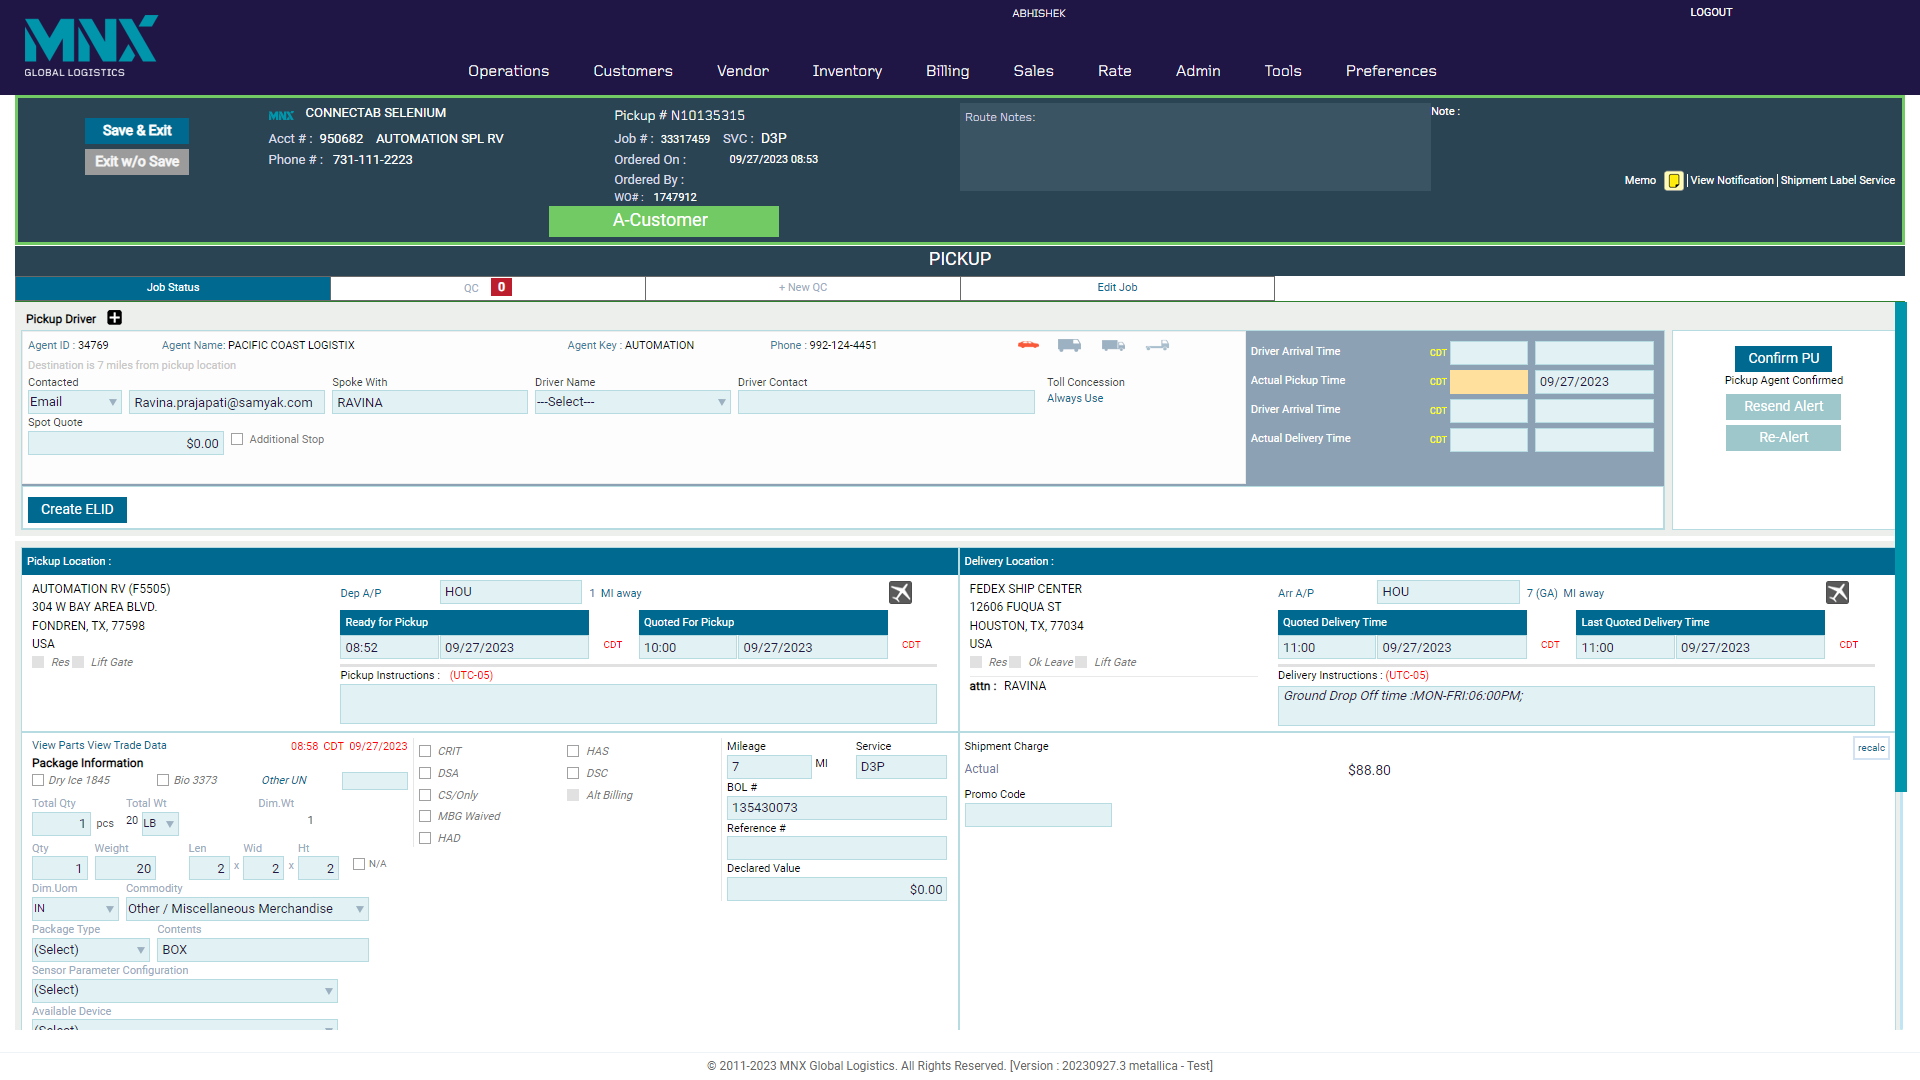 MNX
GLOBAL LOGISTICS
ABHISHEK
LOGOUT
Operations Customers Vendor Inventory Billing Sales Rate Admin Tools Preferences
Save & Exit
Exit w/o Save
MNX CONNECTAB SELENIUM
Acct # : 950682 AUTOMATION SPL RV
Phone # : 731-111-2223
Pickup # N10135315
Job # : 33317459 SVC : D3P
Ordered On : 09/27/2023 08:53
Ordered By :
WO# : 1747912
A-Customer
Route Notes:
Note :
Memo View Notification Shipment Label Service
PICKUP
Job Status QC 0 + New QC Edit Job
Pickup Driver
Agent ID : 34769 Agent Name: PACIFIC COAST LOGISTIX Agent Key : AUTOMATION Phone : 992-124-4451
Destination is 7 miles from pickup location
Contacted Spoke With Driver Name Driver Contact Toll Concession
Email Ravina.prajapati@samyak.com RAVINA ---Select--- Always Use
Spot Quote
$0.00 Additional Stop
Driver Arrival Time CDT
Actual Pickup Time CDT 09/27/2023
Driver Arrival Time CDT
Actual Delivery Time CDT
Confirm PU
Pickup Agent Confirmed
Resend Alert
Re-Alert
Create ELID
Pickup Location :
AUTOMATION RV (F5505)
304 W BAY AREA BLVD.
FONDREN, TX, 77598
USA
Res Lift Gate
Dep A/P HOU 1 MI away
Ready for Pickup Quoted For Pickup
08:52 09/27/2023 CDT 10:00 09/27/2023 CDT
Pickup Instructions : (UTC-05)
Delivery Location :
FEDEX SHIP CENTER
12606 FUQUA ST
HOUSTON, TX, 77034
USA
Res Ok Leave Lift Gate
attn : RAVINA
Arr A/P HOU 7 (GA) MI away
Quoted Delivery Time Last Quoted Delivery Time
11:00 09/27/2023 CDT 11:00 09/27/2023 CDT
Delivery Instructions : (UTC-05)
Ground Drop Off time :MON-FRI:06:00PM;
View Parts View Trade Data 08:58 CDT 09/27/2023
Package Information
Dry Ice 1845 Bio 3373 Other UN
Total Qty Total Wt Dim.Wt
1 pcs 20 LB 1
Qty Weight Len Wid Ht
1 20 2 x 2 x 2 N/A
Dim.Uom Commodity
IN Other / Miscellaneous Merchandise
Package Type Contents
(Select) BOX
Sensor Parameter Configuration
(Select)
Available Device
(Select)
CRIT HAS
DSA DSC
CS/Only Alt Billing
MBG Waived
HAD
Mileage Service
7 MI D3P
BOL #
135430073
Reference #
Declared Value
$0.00
Shipment Charge
recalc
Actual $88.80
Promo Code
© 2011-2023 MNX Global Logistics. All Rights Reserved. [Version : 20230927.3 metallica - Test]